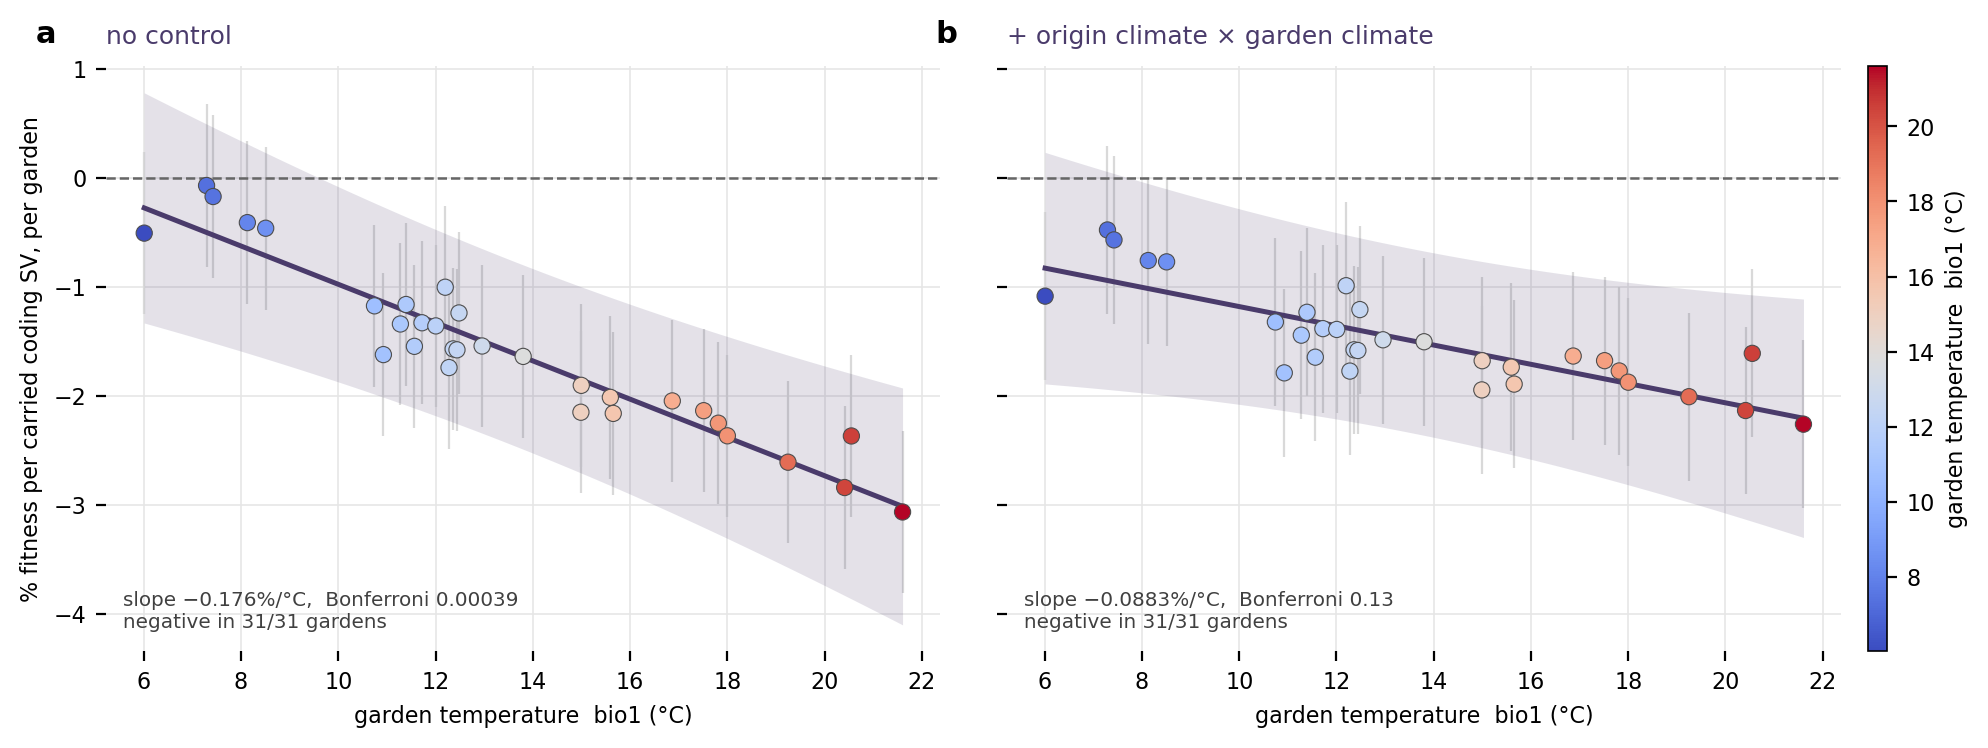 a
no control
b
+ origin climate × garden climate
% fitness per carried coding SV, per garden
1
0
−1
−2
−3
−4
slope −0.176%/°C,  Bonferroni 0.00039
negative in 31/31 gardens
6 8 10 12 14 16 18 20 22
garden temperature  bio1 (°C)
slope −0.0883%/°C,  Bonferroni 0.13
negative in 31/31 gardens
6 8 10 12 14 16 18 20 22
garden temperature  bio1 (°C)
20
18
16
14
12
10
8
garden temperature  bio1 (°C)